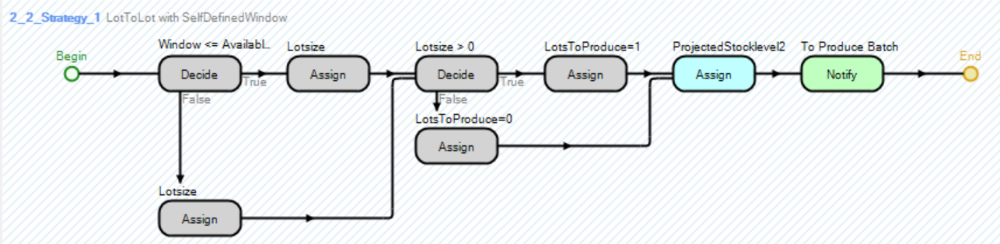 2_2_Strategy_1 LotToLot with SelfDefinedWindow
Begin
Window <= Availabl...
Decide
True
False
Lotsize
Assign
Lotsize
Assign
Lotsize > 0
Decide
True
False
LotsToProduce=1
Assign
LotsToProduce=0
Assign
ProjectedStocklevel2
Assign
To Produce Batch
Notify
End